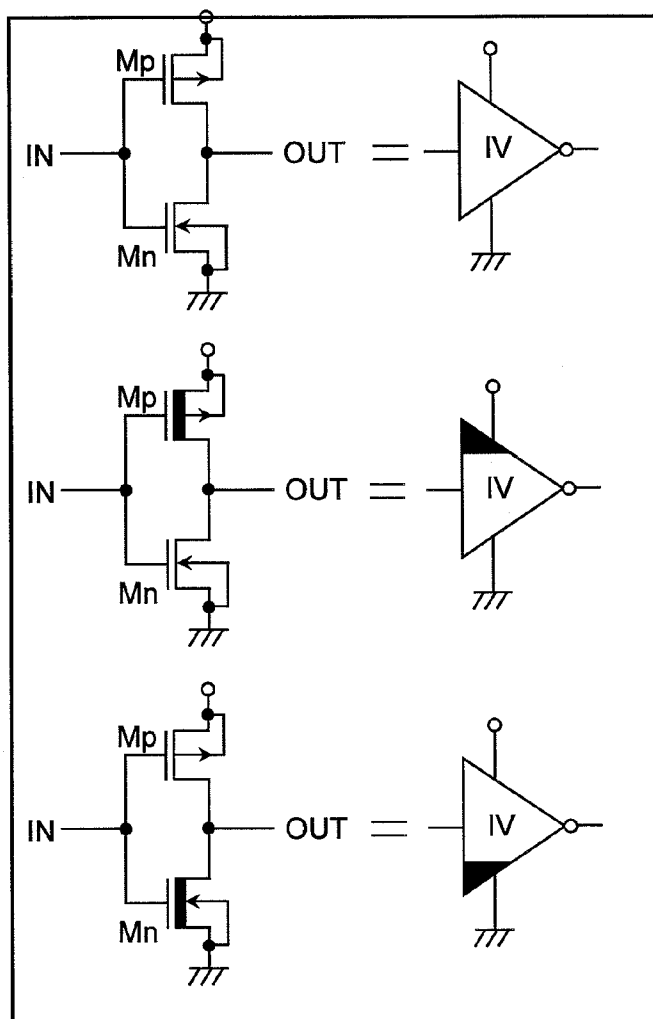 Mp
IN
OUT
=
IV
Mn
Mp
IN
OUT
=
IV
Mn
Mp
IN
OUT
=
IV
Mn